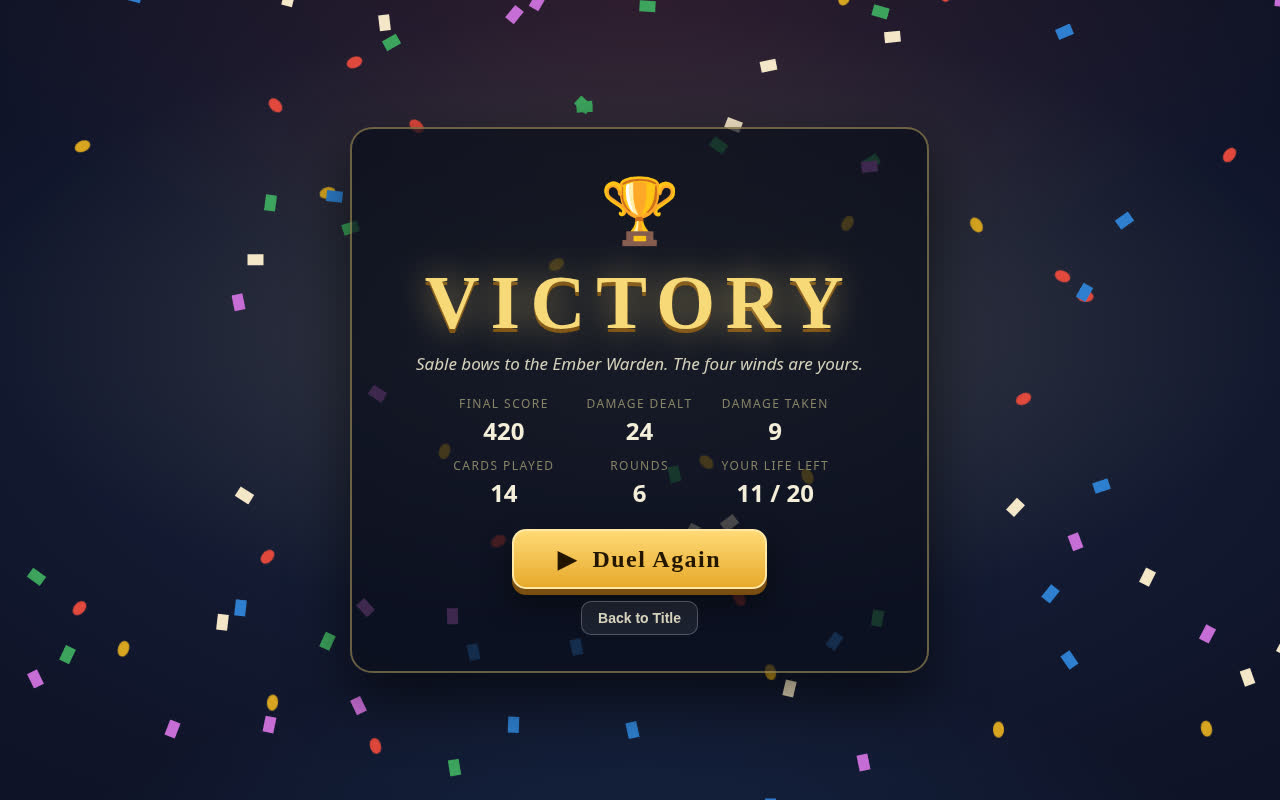 VICTORY
Sable bows to the Ember Warden. The four winds are yours.
FINAL SCORE DAMAGE DEALT DAMAGE TAKEN
420 24 9
CARDS PLAYED ROUNDS YOUR LIFE LEFT
14 6 11 / 20
▶ Duel Again
Back to Title